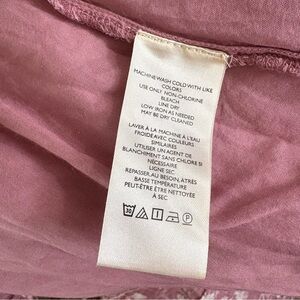 MACHINE WASH COLD WITH LIKE
COLORS
USE ONLY NON-CHLORINE
BLEACH
LINE DRY
LOW IRON AS NEEDED
MAY BE DRY CLEANED
LAVER À LA MACHINE À L'EAU
FROIDE AVEC COULEURS
SIMILAIRES
UTILISER UN AGENT DE
BLANCHIMENT SANS CHLORE SI
NÉCESSAIRE
LIGNE SEC
REPASSER AU BESOIN, À TRÈS
BASSE TEMPÉRATURE
PEUT-ÊTRE ÊTRE NETTOYÉ
À SEC
30 P